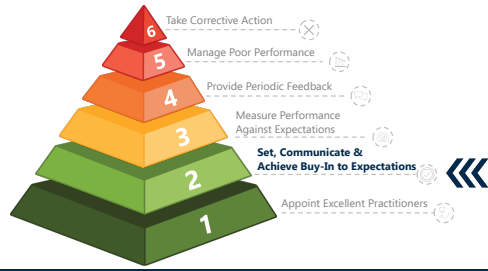 6 Take Corrective Action
5 Manage Poor Performance
4 Provide Periodic Feedback
3 Measure Performance
Against Expectations
2 Set, Communicate &
Achieve Buy-In to Expectations
1 Appoint Excellent Practitioners